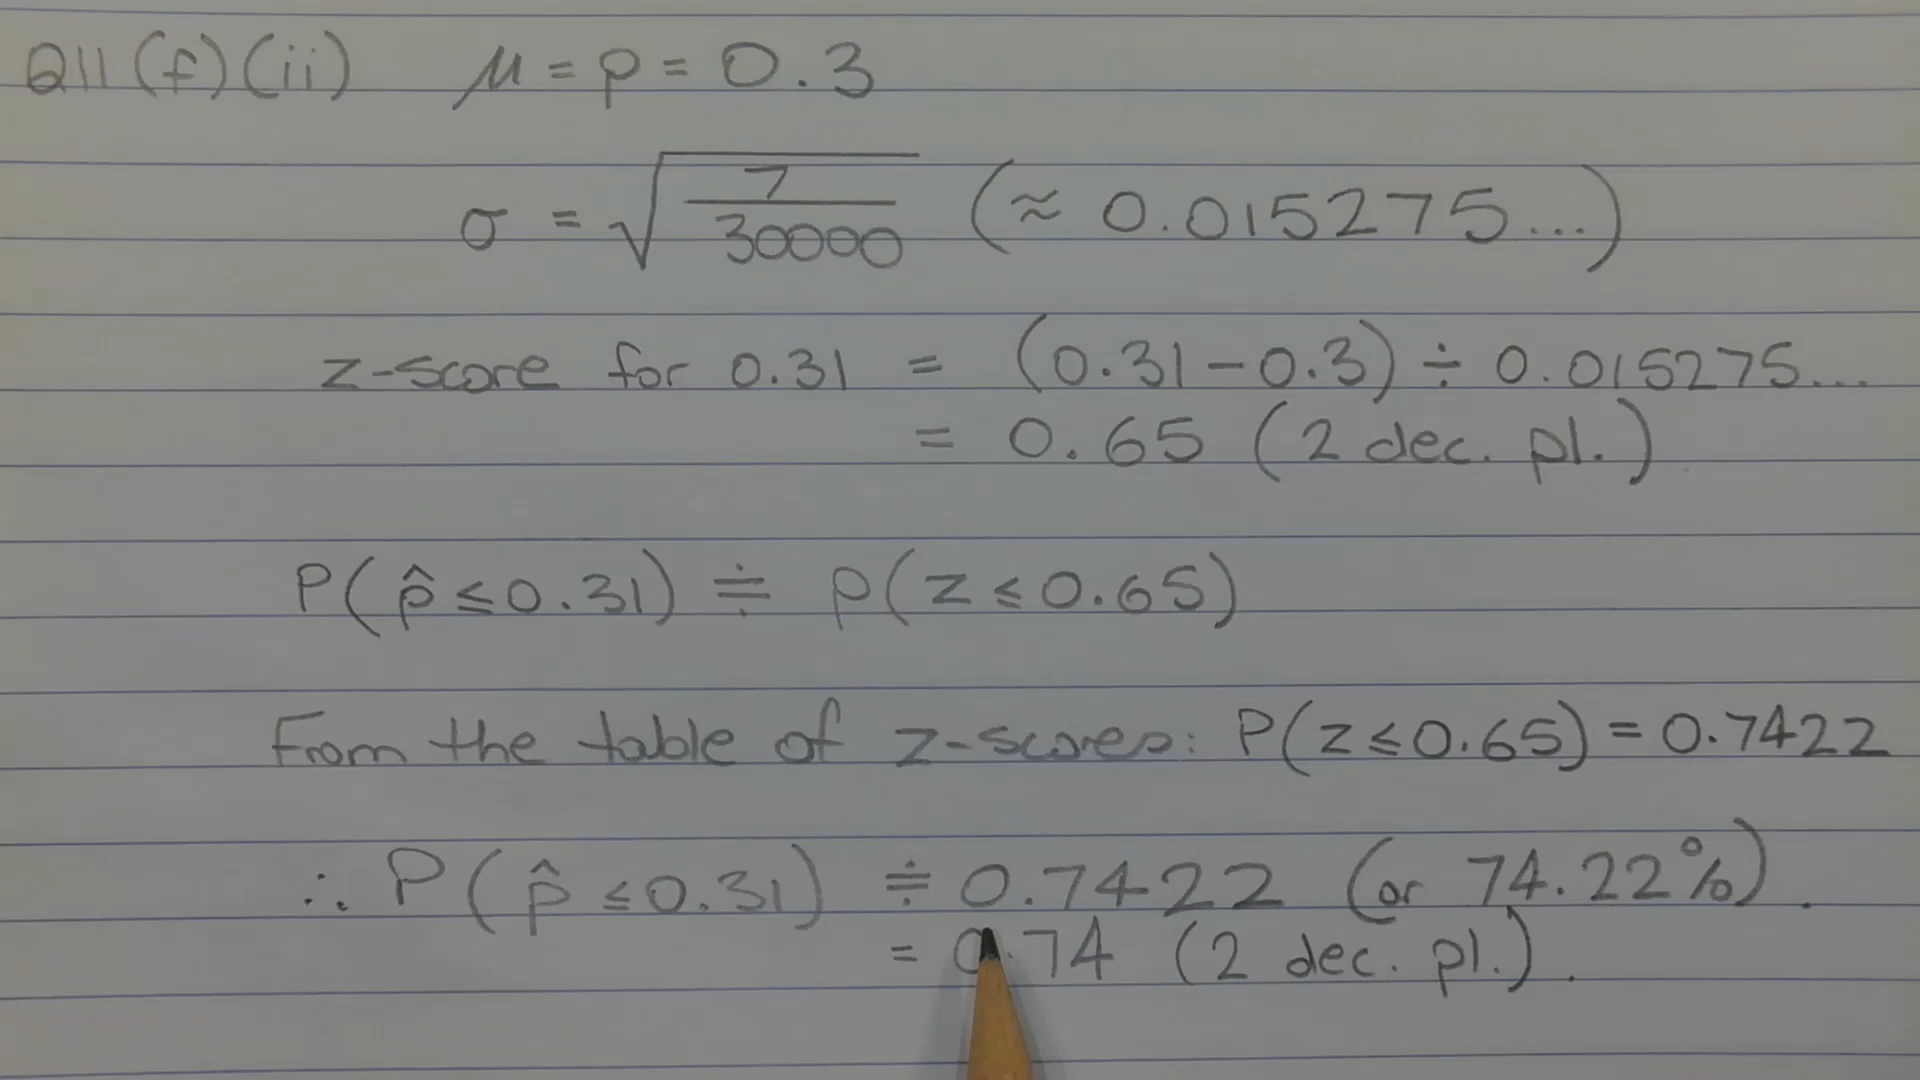 Q11(f)(ii) μ = p = 0.3
σ = √(7/30000) (≈ 0.015275...)
z-score for 0.31 = (0.31 - 0.3) ÷ 0.015275...
= 0.65 (2 dec. pl.)
P(p̂ ≤ 0.31) ≑ P(z ≤ 0.65)
From the table of z-scores: P(z ≤ 0.65) = 0.7422
∴ P(p̂ ≤ 0.31) ≑ 0.7422 (or 74.22%).
= 0.74 (2 dec. pl.).